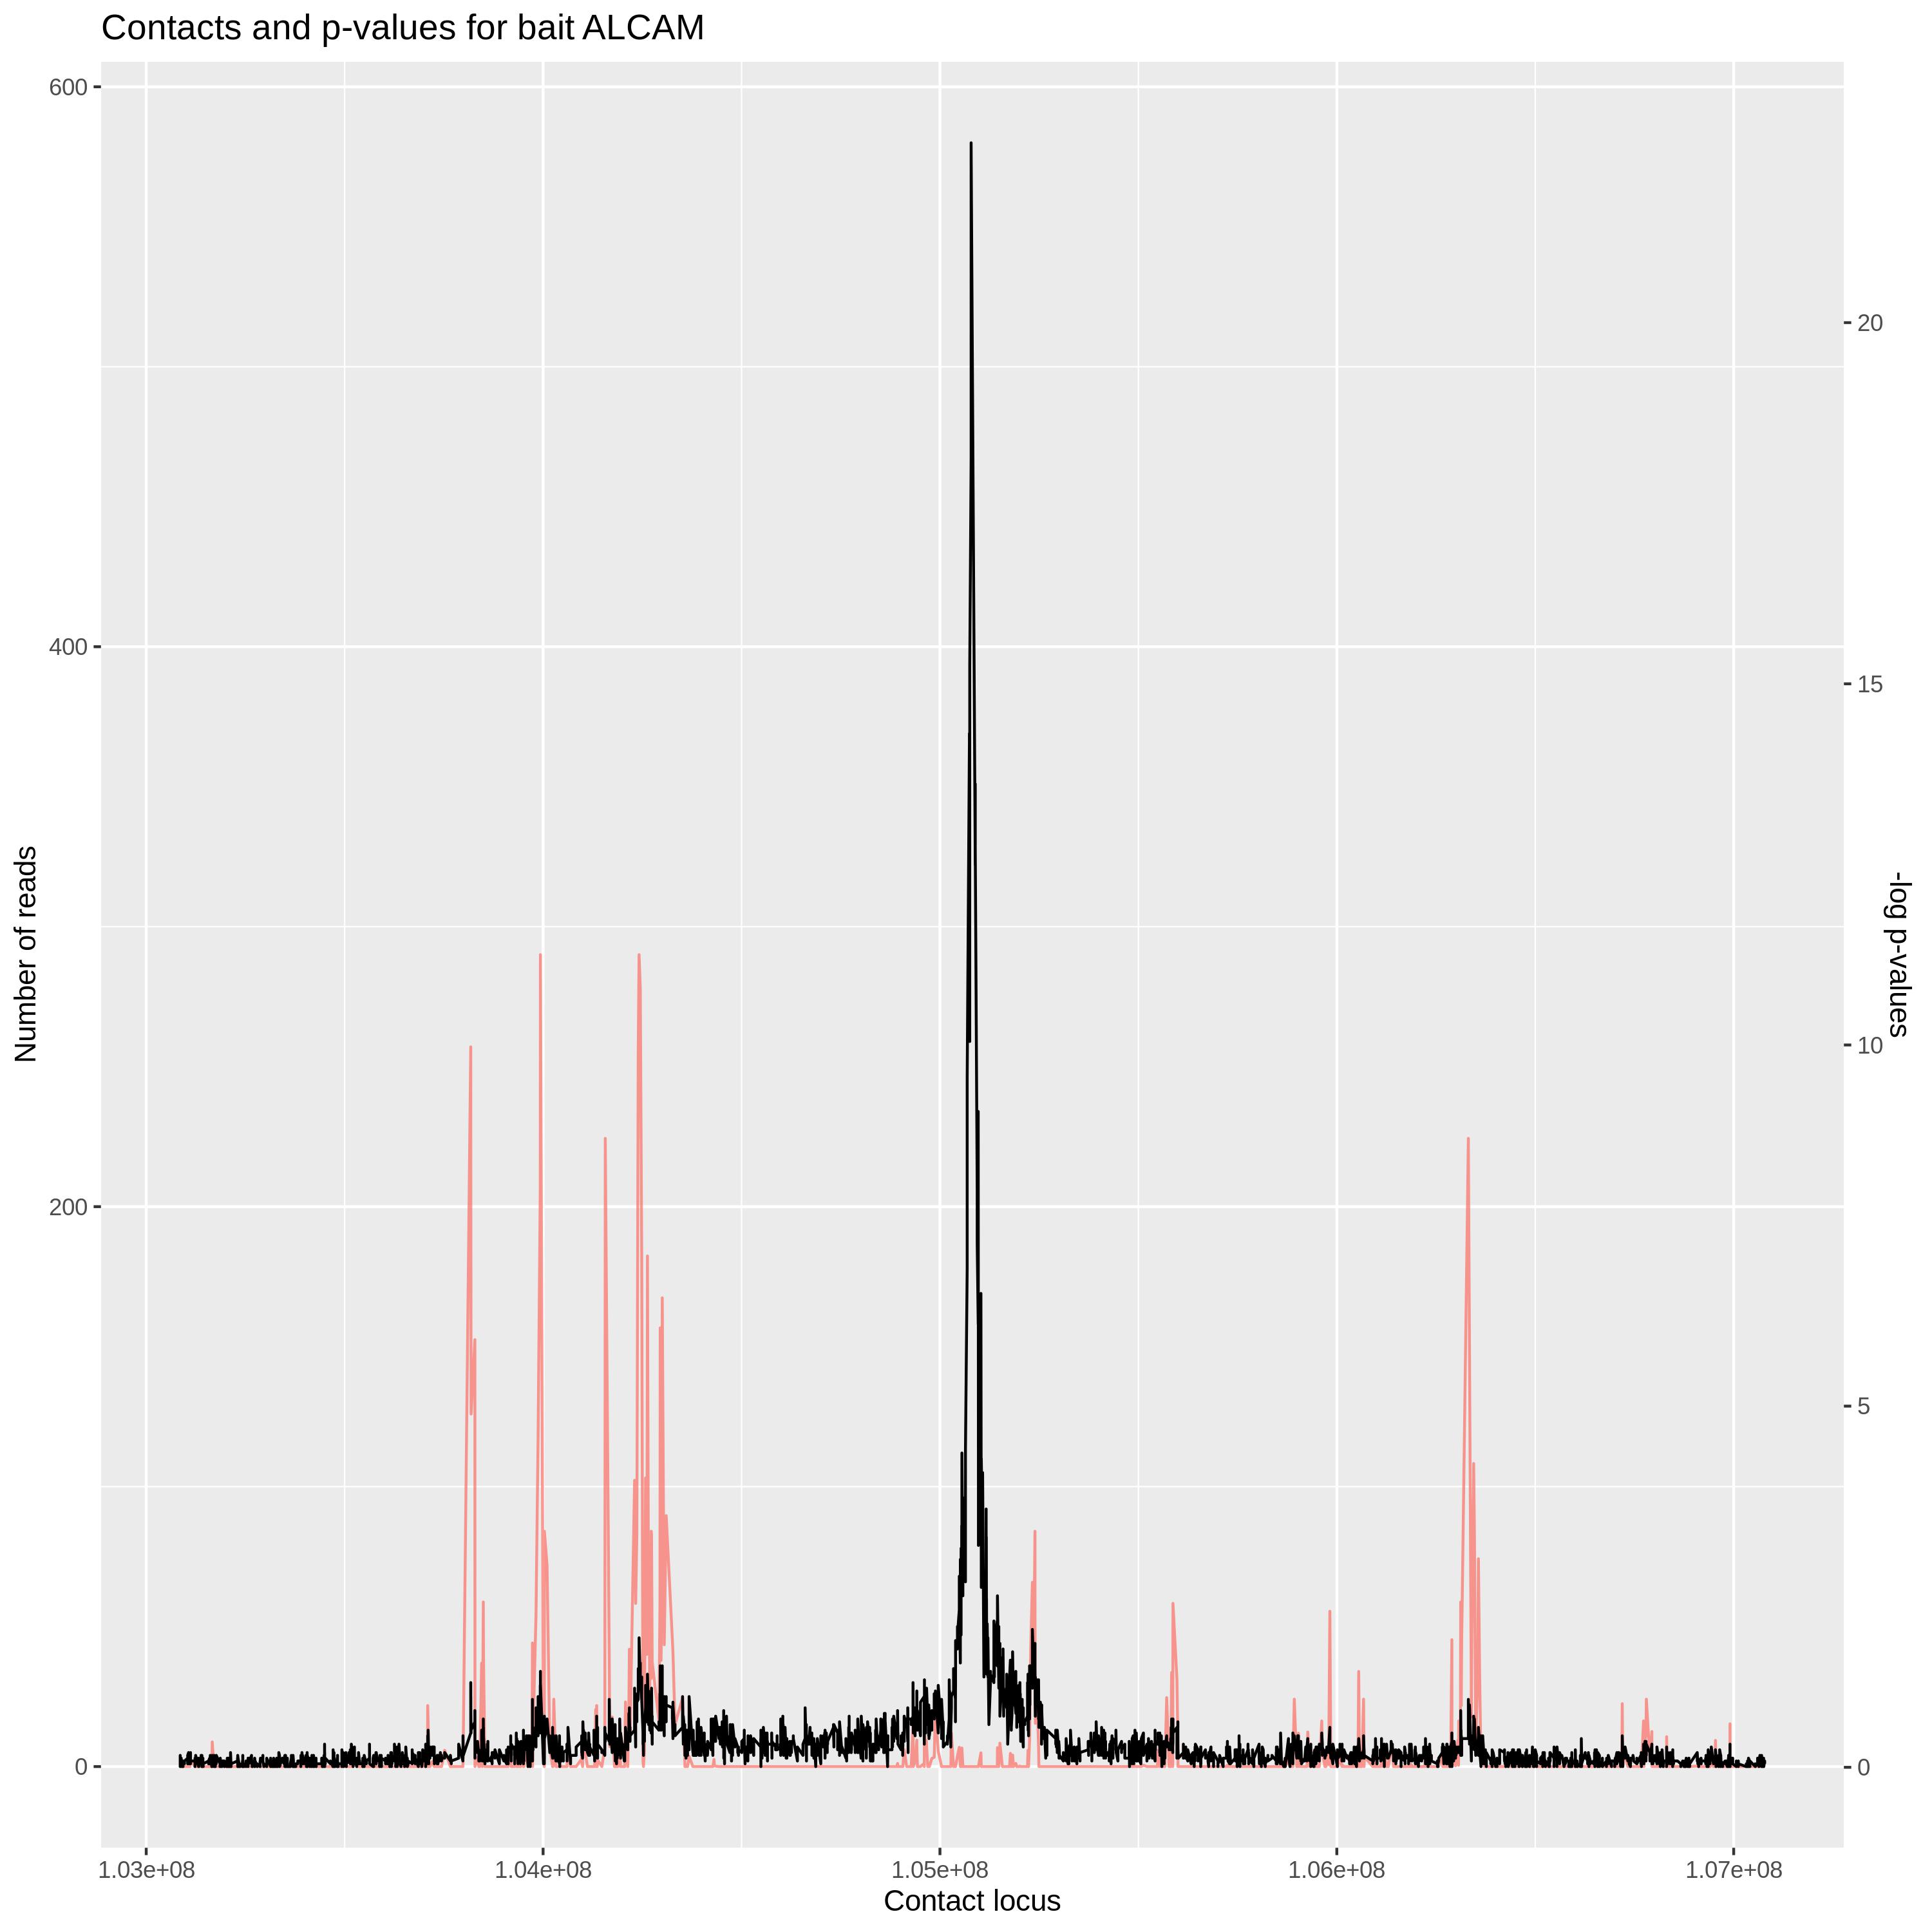 Contacts and p-values for bait ALCAM
600
400
200
0
Number of reads
20
15
10
5
0
-log p-values
1.03e+08
1.04e+08
1.05e+08
1.06e+08
1.07e+08
Contact locus